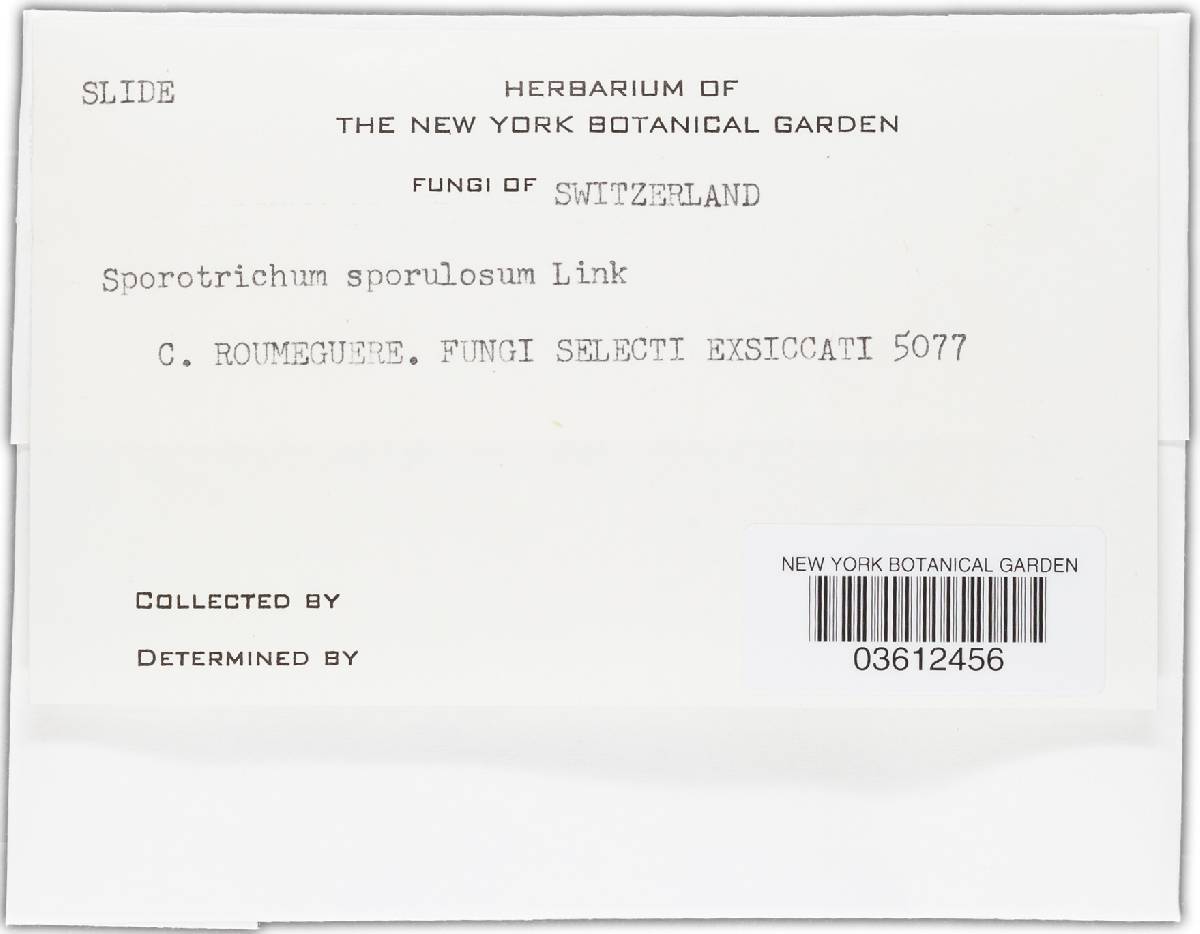 SLIDE
HERBARIUM OF
THE NEW YORK BOTANICAL GARDEN
FUNGI OF SWITZERLAND
Sporotrichum sporulosum Link
C. ROUMEGUERE. FUNGI SELECTI EXSICCATI 5077
COLLECTED BY
DETERMINED BY
NEW YORK BOTANICAL GARDEN
03612456